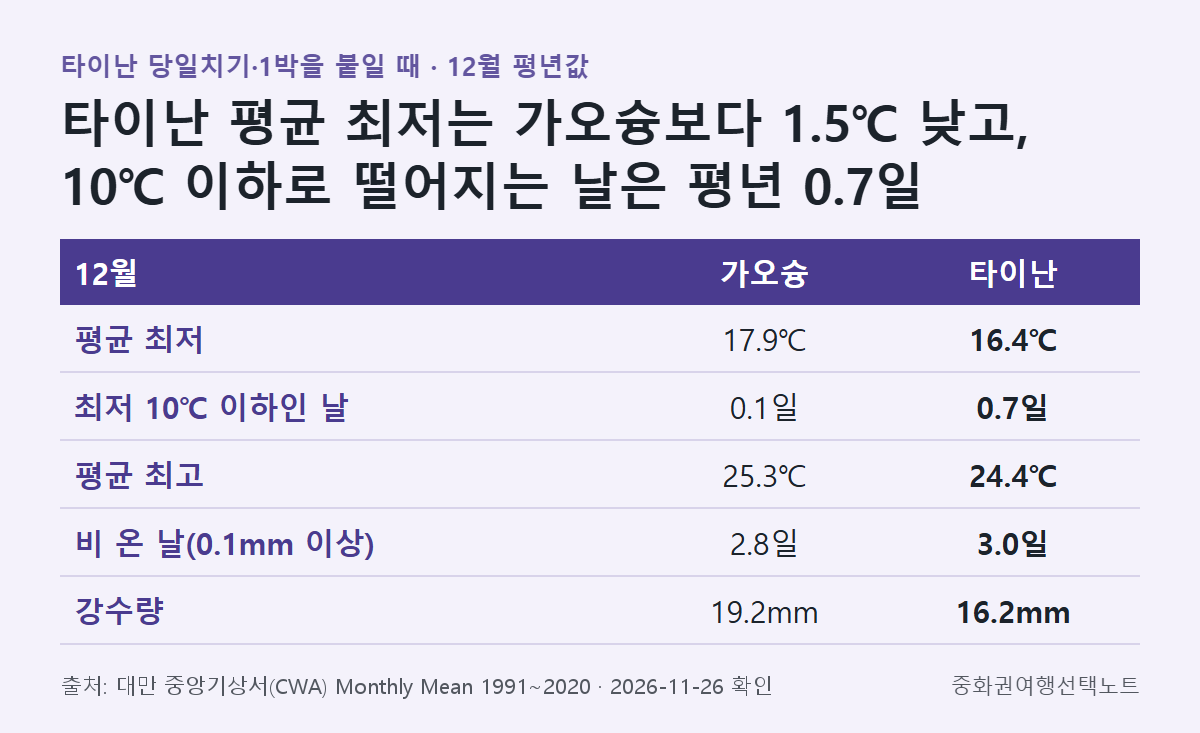 타이난 당일치기·1박을 붙일 때 · 12월 평년값
타이난 평균 최저는 가오슝보다 1.5℃ 낮고,
10℃ 이하로 떨어지는 날은 평년 0.7일
12월 가오슝 타이난
평균 최저 17.9℃ 16.4℃
최저 10℃ 이하인 날 0.1일 0.7일
평균 최고 25.3℃ 24.4℃
비 온 날(0.1mm 이상) 2.8일 3.0일
강수량 19.2mm 16.2mm
출처: 대만 중앙기상서(CWA) Monthly Mean 1991~2020 · 2026-11-26 확인 중화권여행선택노트